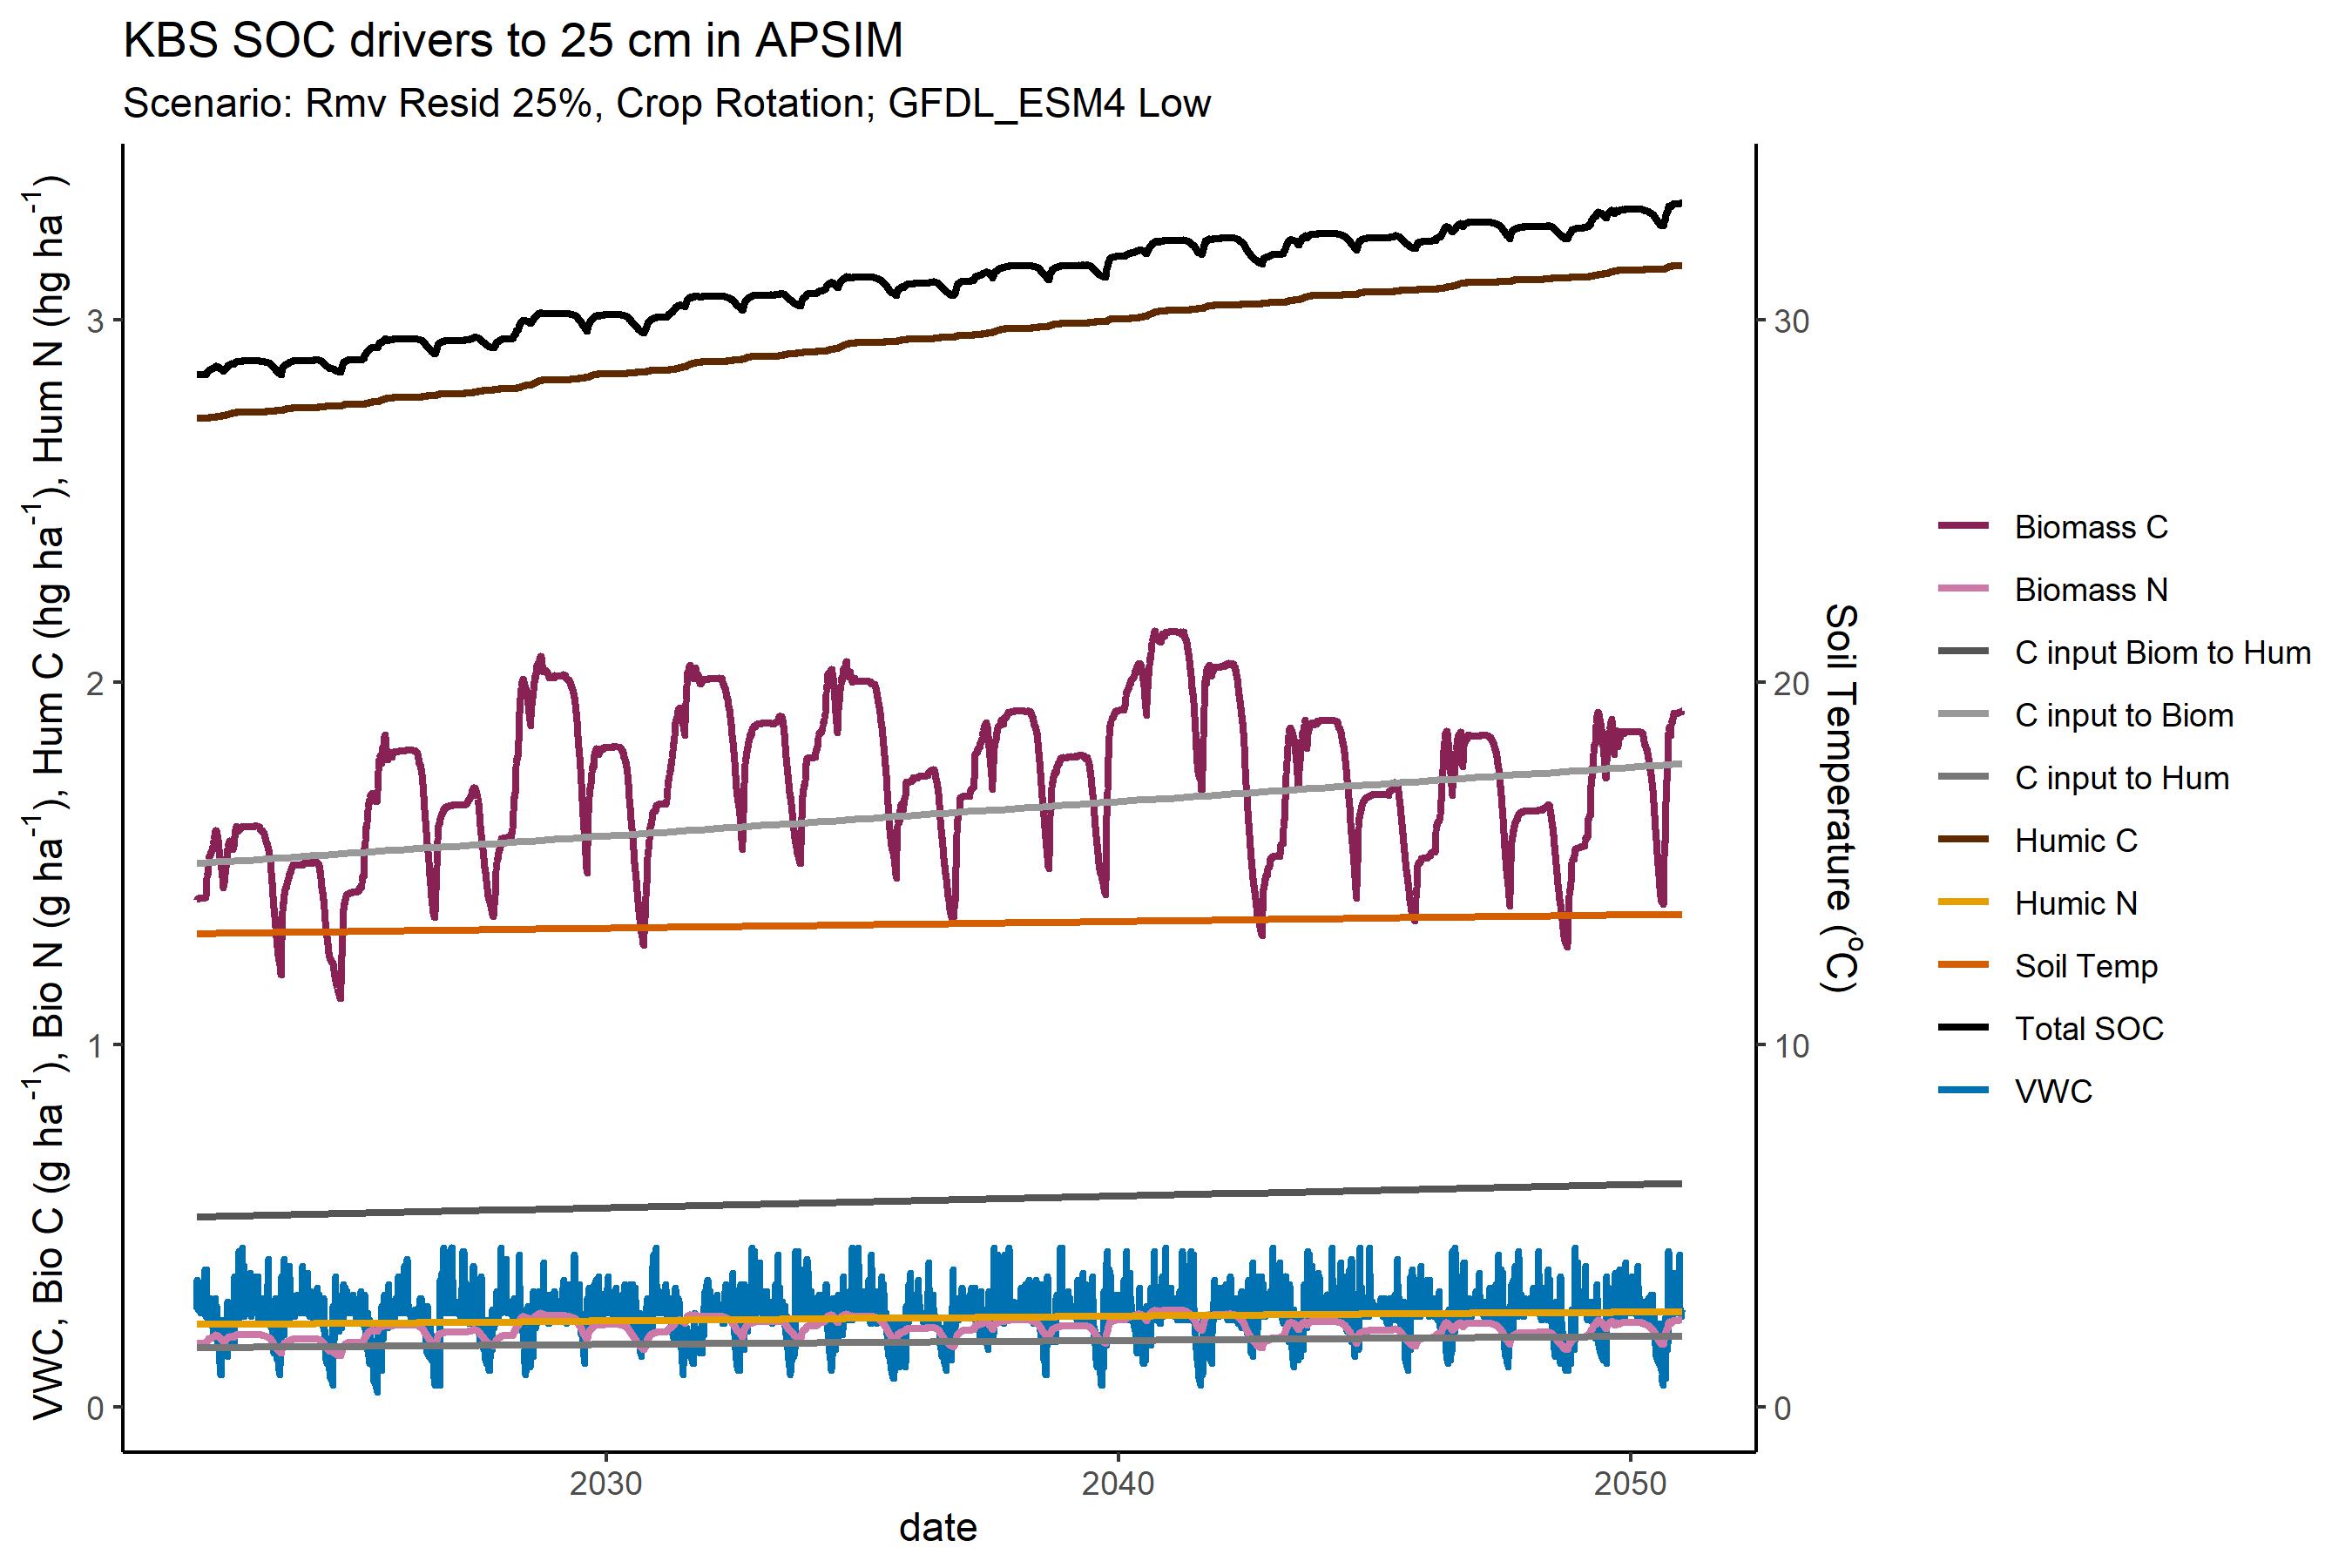 KBS SOC drivers to 25 cm in APSIM
Scenario: Rmv Resid 25%, Crop Rotation; GFDL_ESM4 Low
VWC, Bio C (g ha⁻¹), Bio N (g ha⁻¹), Hum C (hg ha⁻¹), Hum N (hg ha⁻¹)
3
2
1
0
30
20
10
0
Soil Temperature (°C)
2030
2040
2050
date
Biomass C
Biomass N
C input Biom to Hum
C input to Biom
C input to Hum
Humic C
Humic N
Soil Temp
Total SOC
VWC